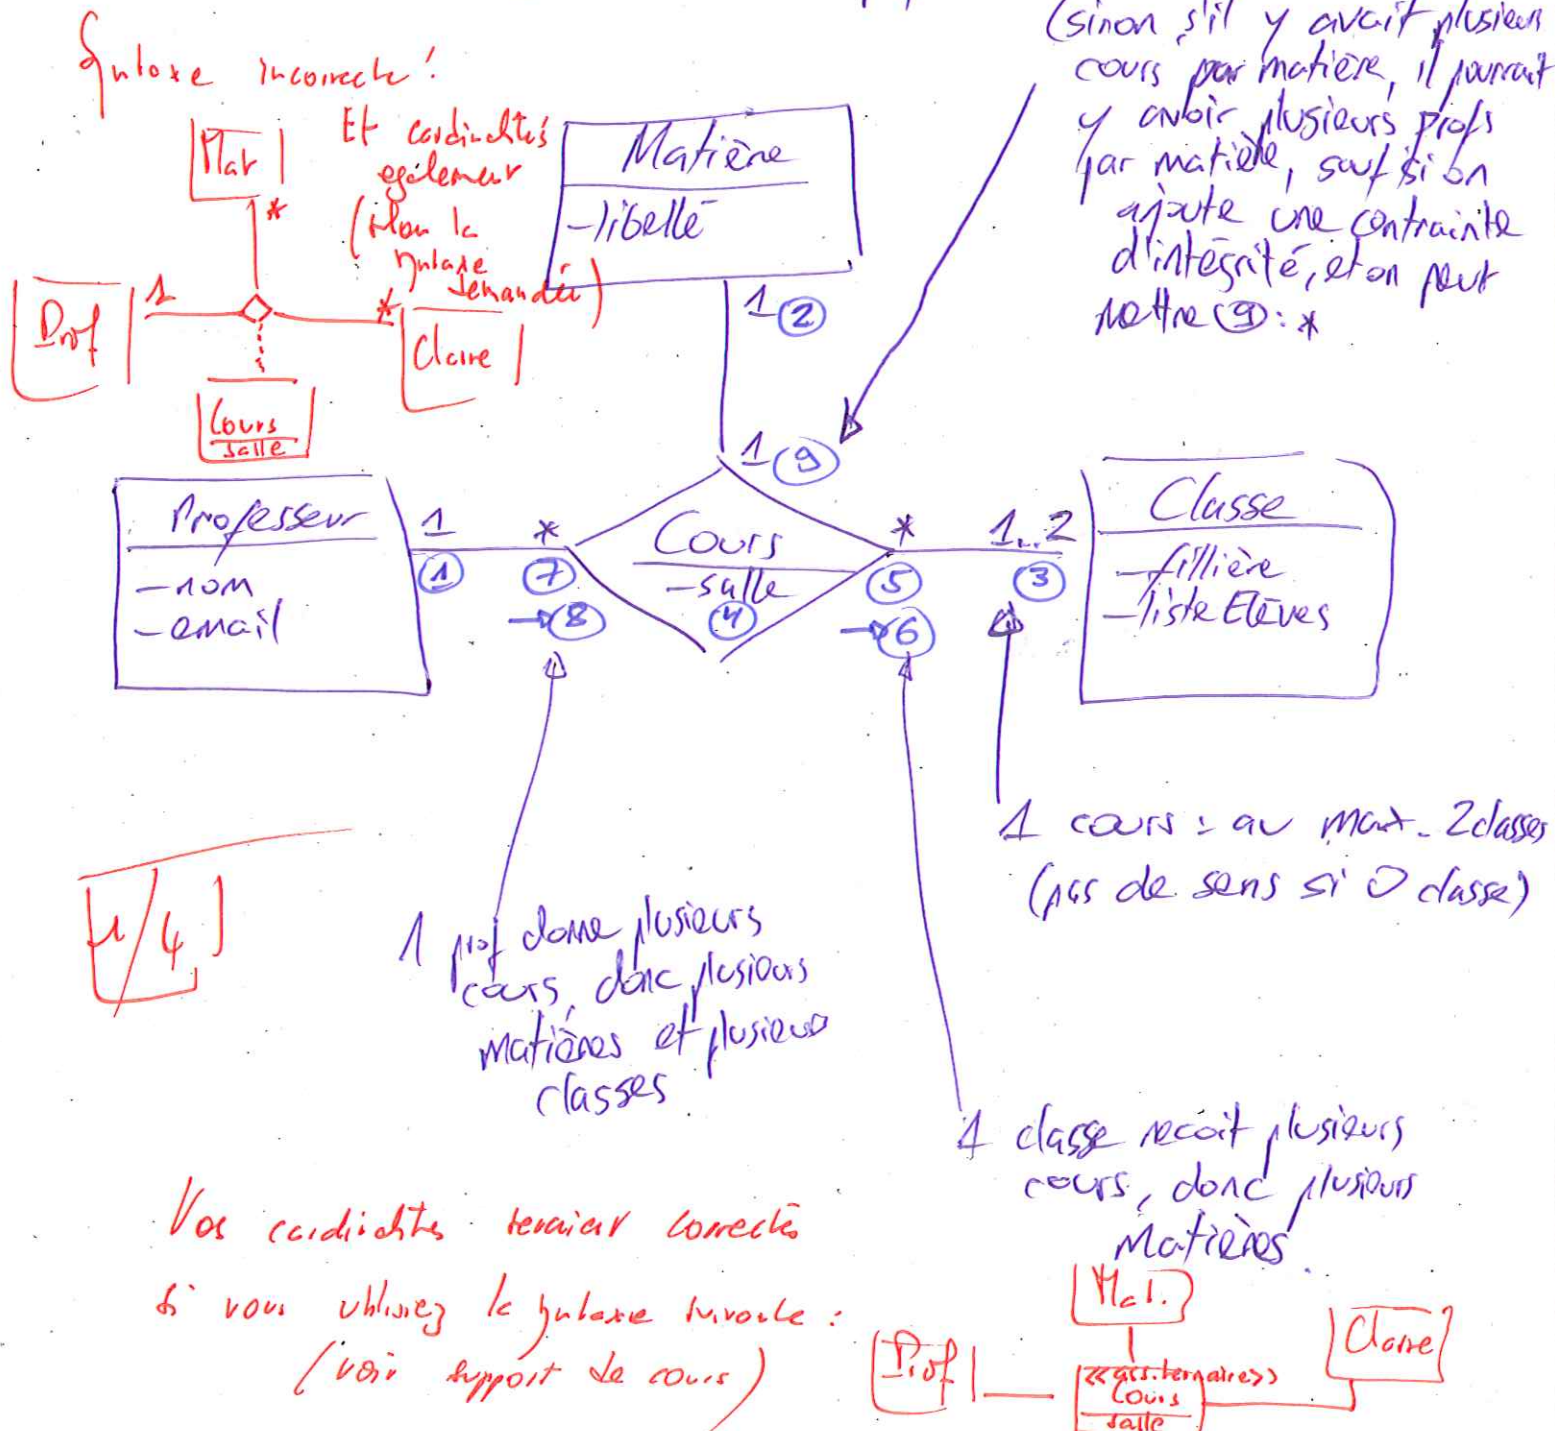 (sinon s'il y avait plusieurs
cours par matière, il pourrait
y avoir plusieurs profs
par matière, sauf si on
ajoute une contrainte
d'intégrité, et on peut
mettre (9): *
Syntaxe incorrecte !
Et cardinalités
également
(selon la
syntaxe
demandée)
Mat
*
Prof
1
*
Classe
Cours
salle
Matière
-libellé
1 (2)
1 (9)
Professeur
-nom
-email
1
(1)
*
(7)
→(8)
Cours
-salle
(4)
*
(5)
→(6)
1..2
(3)
Classe
-fillière
-listeElèves
1 cours : au max. 2 classes
(pas de sens si 0 classe)
1/4
1 prof donne plusieurs
cours, donc plusieurs
matières et plusieurs
classes
1 classe recoit plusieurs
cours, donc plusieurs
Matières
Vos cardinalités seraient correctes
si vous utilisiez la syntaxe suivante :
(voir support de cours)
Mat.
Prof
<<ass.ternaire>>
Cours
salle
Classe